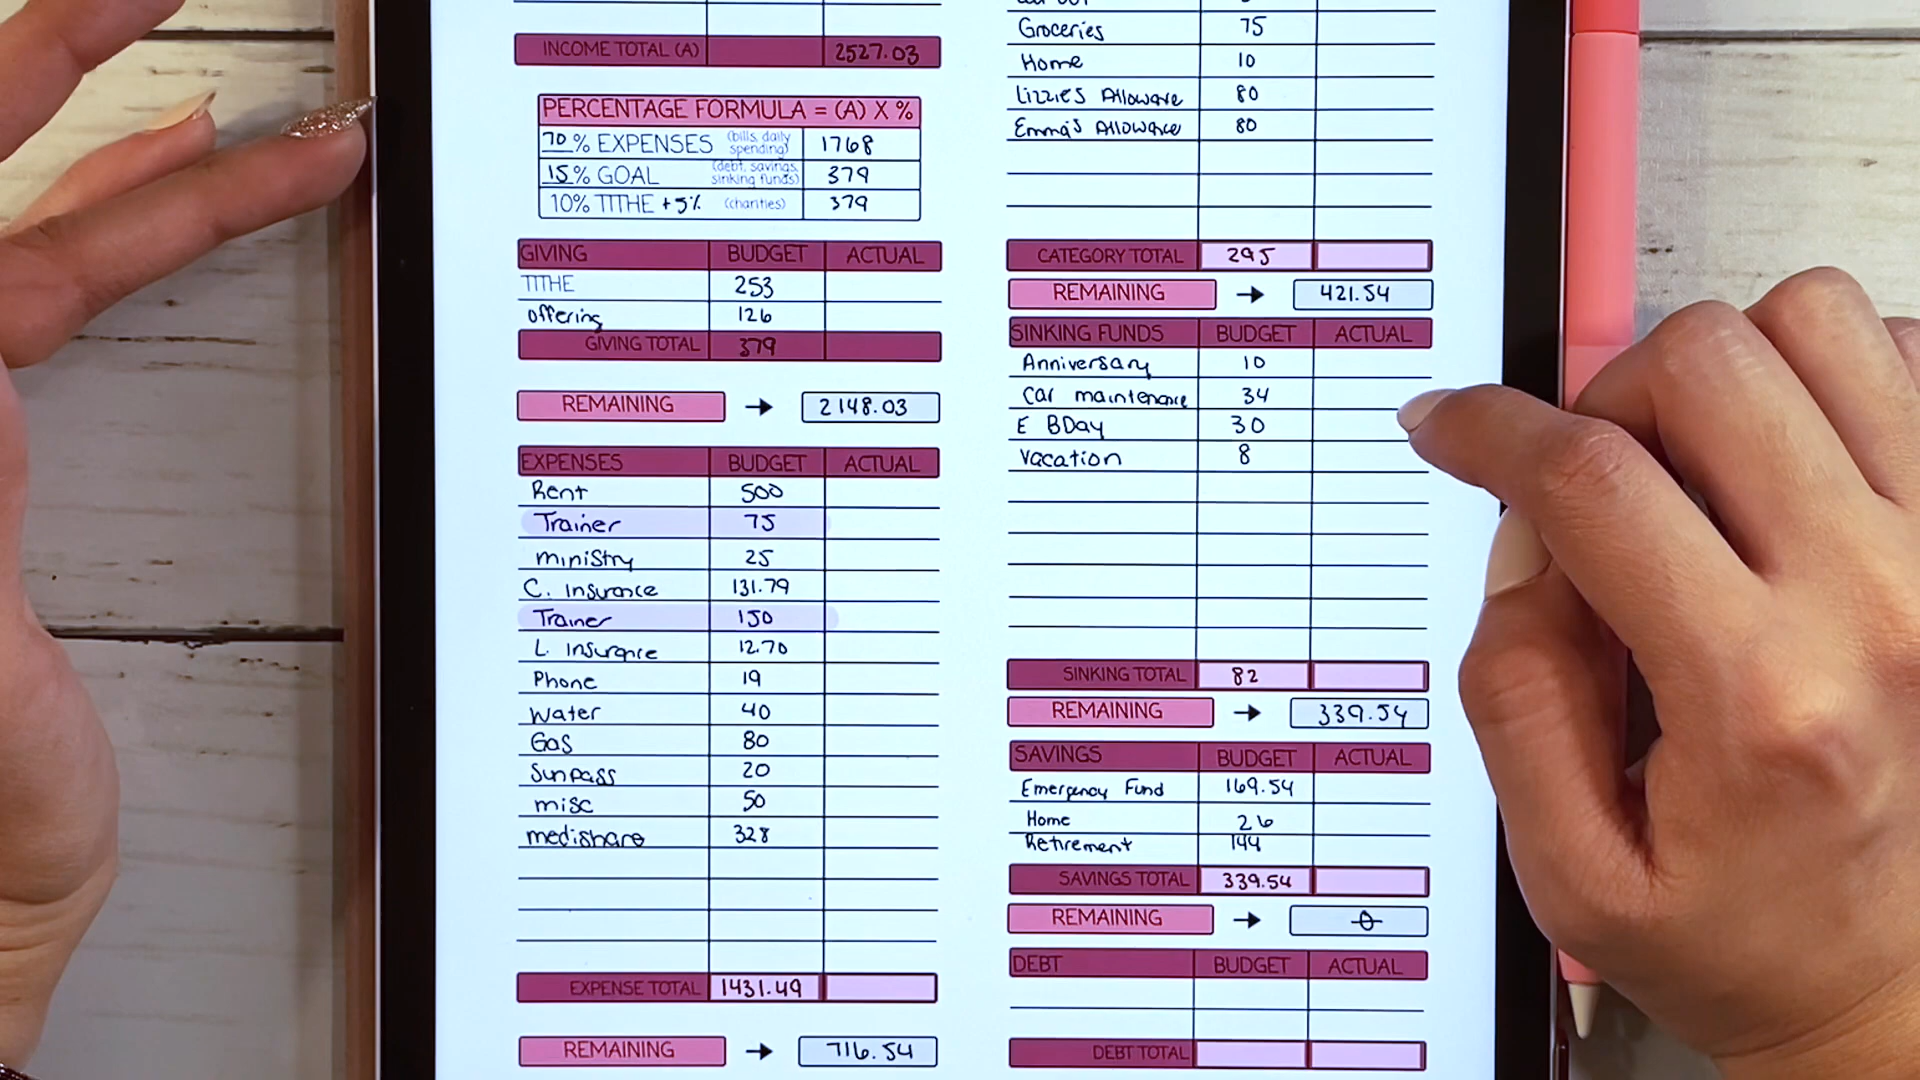 INCOME TOTAL (A) 2527.03
PERCENTAGE FORMULA = (A) X %
70 % EXPENSES (bills, daily spending) 1768
15 % GOAL (debt, savings, sinking funds) 379
10% TITHE +5% (charities) 379
GIVING BUDGET ACTUAL
TITHE 253
offering 126
GIVING TOTAL 379
REMAINING → 2148.03
EXPENSES BUDGET ACTUAL
Rent 500
Trainer 75
ministry 25
C. Insurance 131.79
Trainer 150
L. Insurance 12.70
Phone 19
Water 40
Gas 80
Sunpass 20
misc 50
medishare 328
EXPENSE TOTAL 1431.49
REMAINING → 716.54
Groceries 75
Home 10
Lizzie's Allowance 80
Emma's Allowance 80
CATEGORY TOTAL 295
REMAINING → 421.54
SINKING FUNDS BUDGET ACTUAL
Anniversary 10
Car maintenance 34
E BDay 30
Vacation 8
SINKING TOTAL 82
REMAINING → 339.54
SAVINGS BUDGET ACTUAL
Emergency Fund 169.54
Home 26
Retirement 144
SAVINGS TOTAL 339.54
REMAINING → 0
DEBT BUDGET ACTUAL
DEBT TOTAL